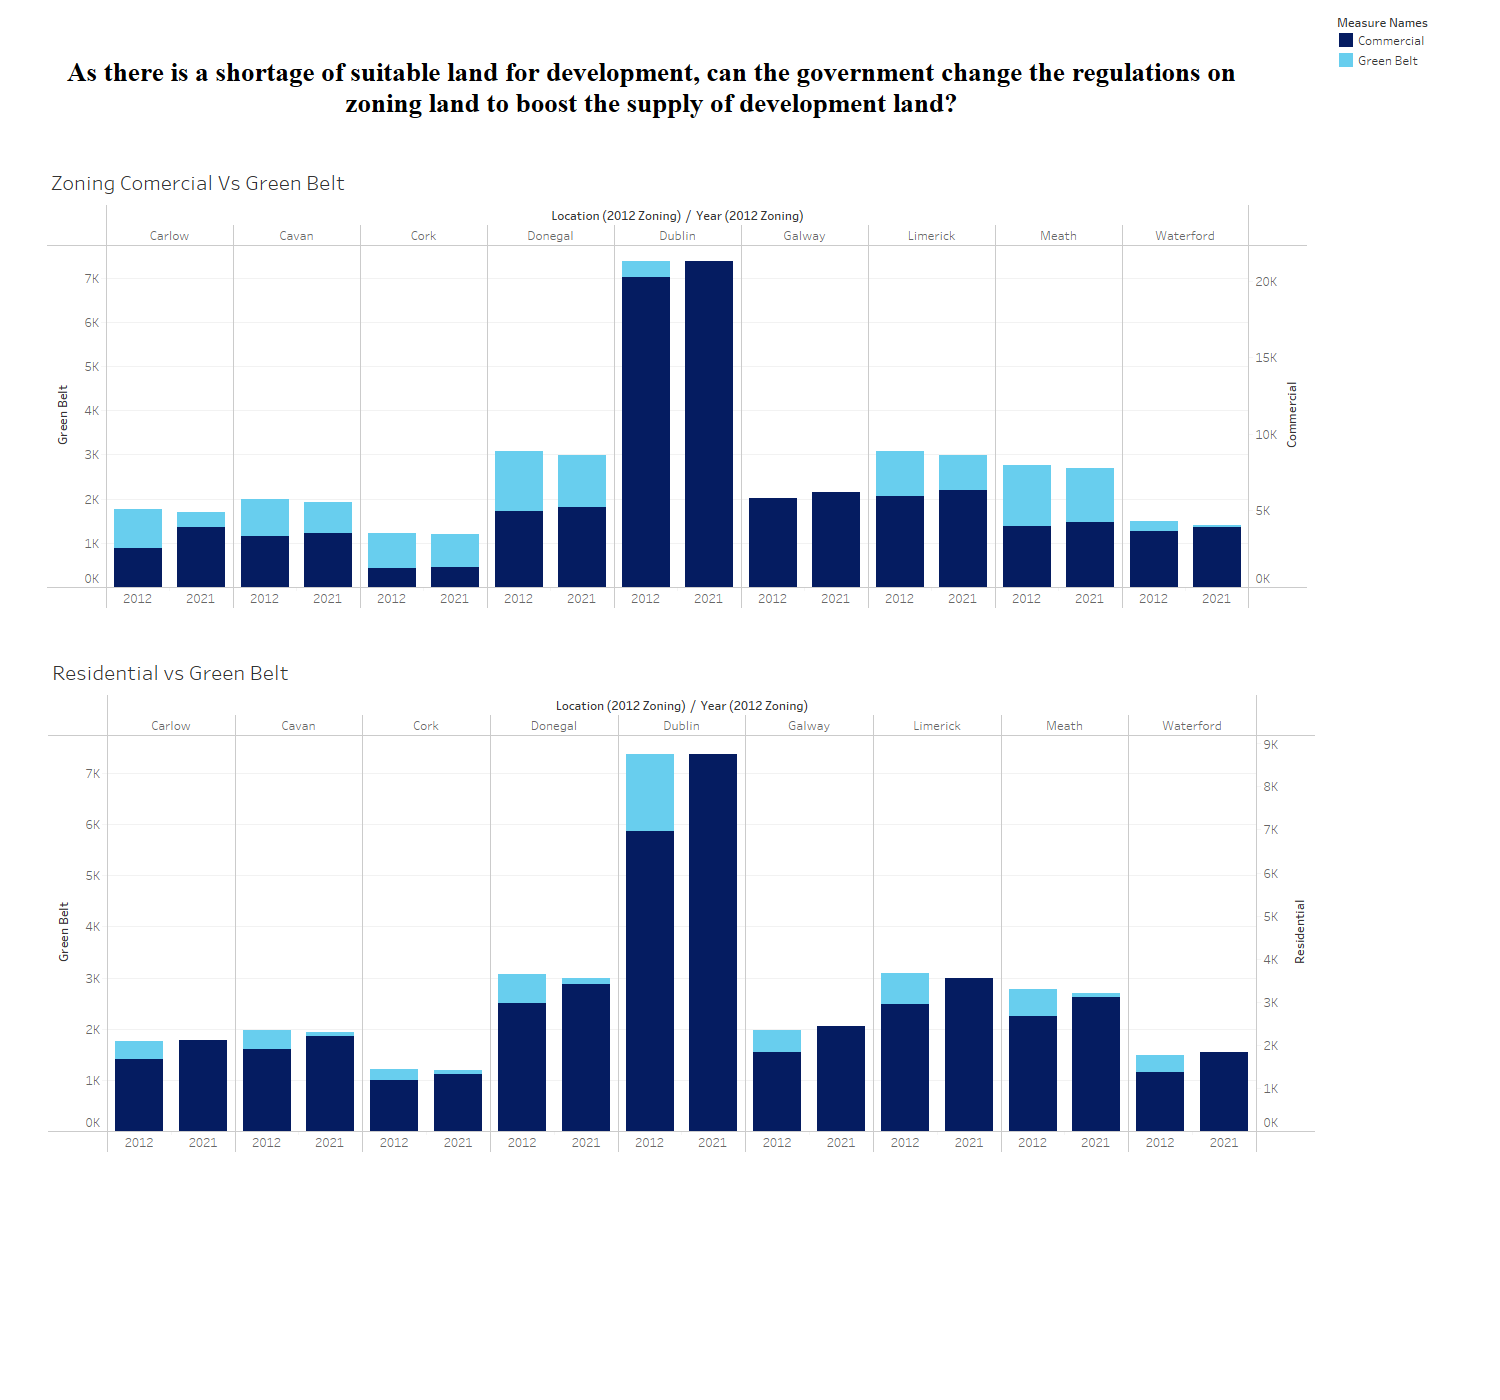 Measure Names
Commercial
Green Belt
As there is a shortage of suitable land for development, can the government change the regulations on
zoning land to boost the supply of development land?
Zoning Comercial Vs Green Belt
Location (2012 Zoning) / Year (2012 Zoning)
Carlow Cavan Cork Donegal Dublin Galway Limerick Meath Waterford
7K
6K
5K
4K
3K
2K
1K
0K
Green Belt
20K
15K
10K
5K
0K
Commercial
2012 2021 2012 2021 2012 2021 2012 2021 2012 2021 2012 2021 2012 2021 2012 2021 2012 2021
Residential vs Green Belt
Location (2012 Zoning) / Year (2012 Zoning)
Carlow Cavan Cork Donegal Dublin Galway Limerick Meath Waterford
7K
6K
5K
4K
3K
2K
1K
0K
Green Belt
9K
8K
7K
6K
5K
4K
3K
2K
1K
0K
Residential
2012 2021 2012 2021 2012 2021 2012 2021 2012 2021 2012 2021 2012 2021 2012 2021 2012 2021